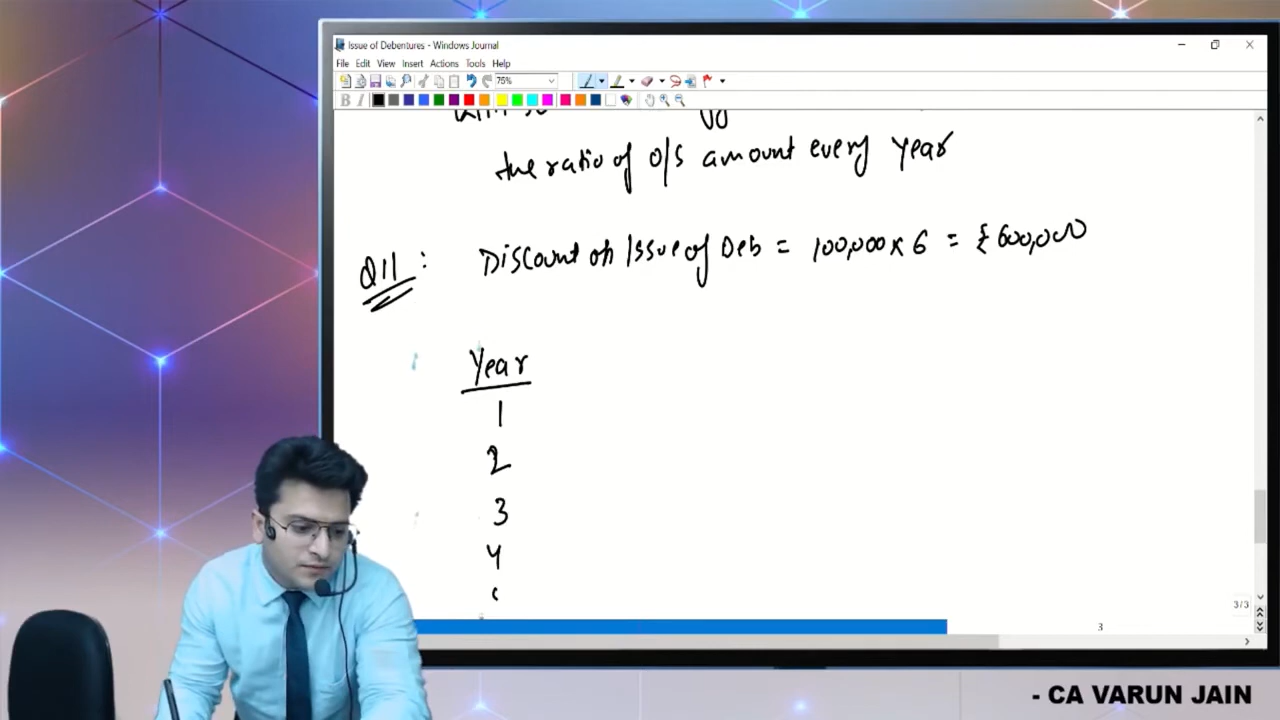 Issue of Debentures - Windows Journal
File Edit View Insert Actions Tools Help
75%
B I
the ratio of o/s amount every year
Q11 : Discount on Issue of Deb = 100,000 x 6 = ₹ 600,000
Year
1
2
3
4
3/3
3
- CA VARUN JAIN